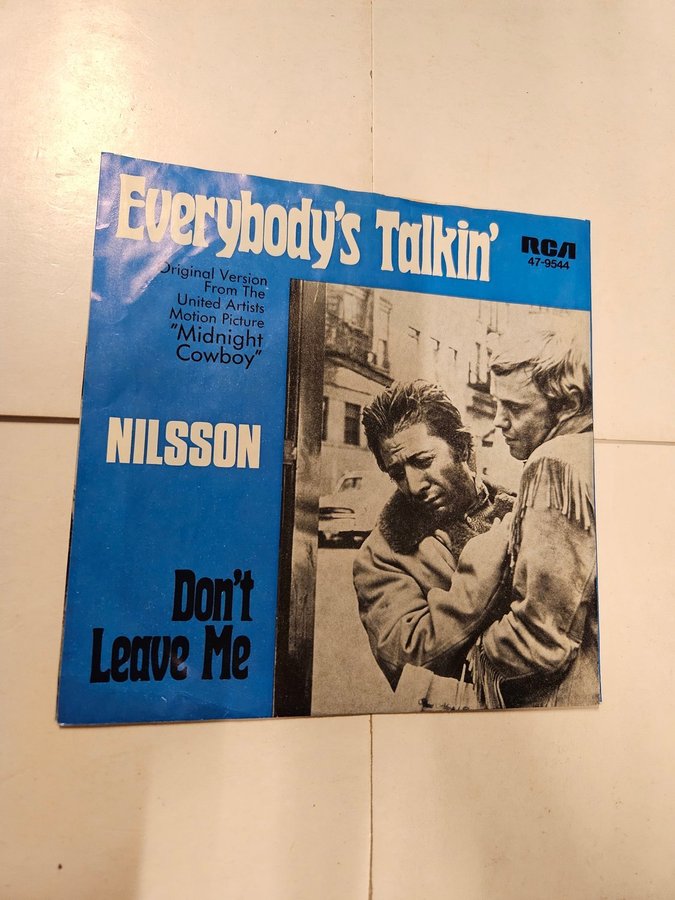 Everybody's Talkin'
RCA
47-9544
Original Version
From The
United Artists
Motion Picture
"Midnight
Cowboy"
NILSSON
Don't
Leave Me